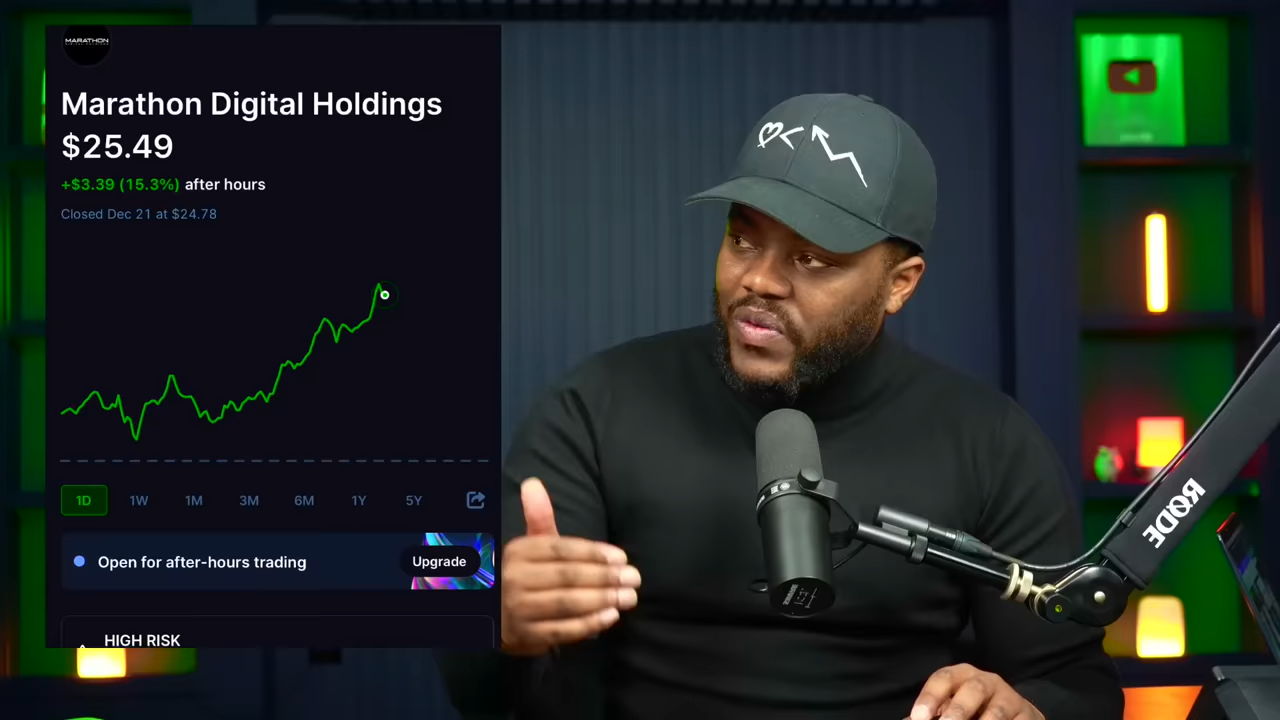 MARATHON
Marathon Digital Holdings
$25.49
+$3.39 (15.3%) after hours
Closed Dec 21 at $24.78
1D 1W 1M 3M 6M 1Y 5Y
Open for after-hours trading
Upgrade
HIGH RISK
RØDE